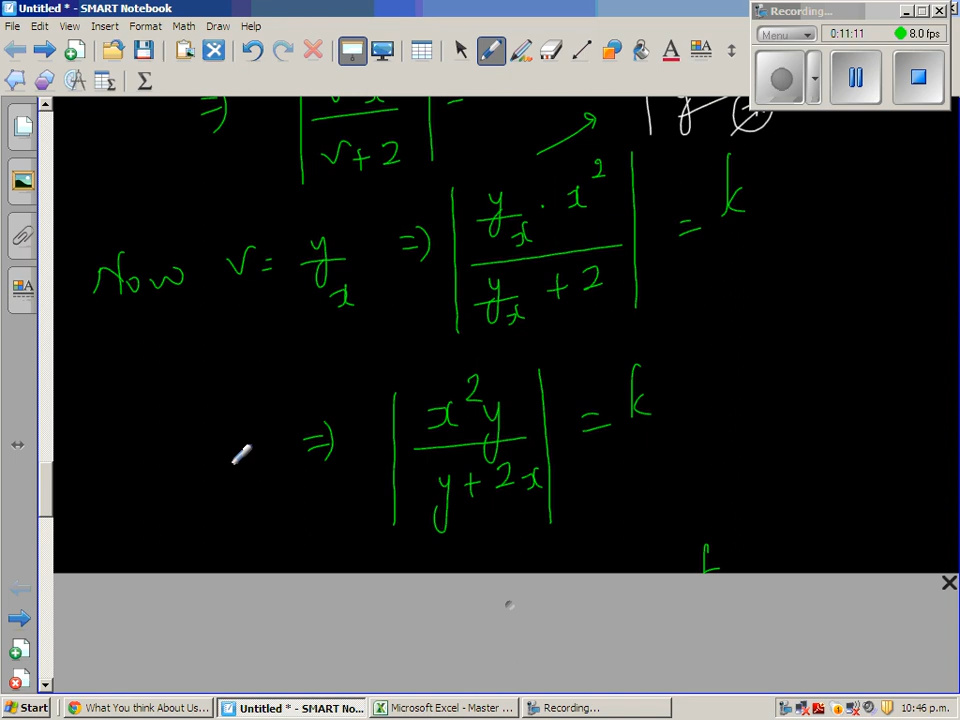 Untitled * - SMART Notebook
Recording...
File Edit View Insert Format Math Draw Help
Menu 0:11:11 8.0 fps
⇒ | / v+2 | =
Now v = y/x ⇒ | (y/x · x²) / (y/x + 2) | = k
⇒ | x²y / (y + 2x) | = k
Start What You think About Us... Untitled * - SMART No... Microsoft Excel - Master ... Recording... 10:46 p.m.